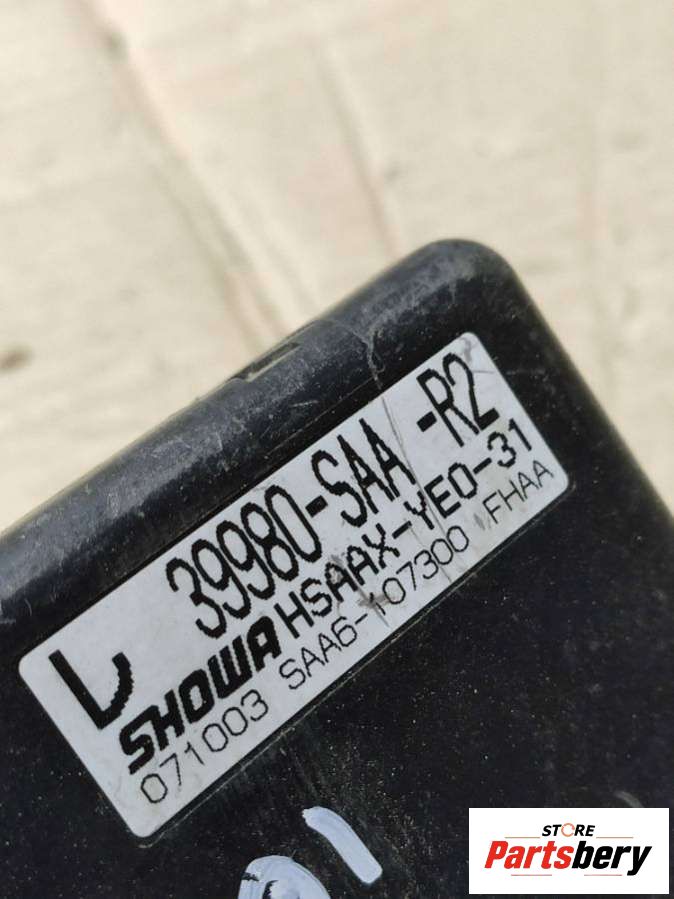 L 39980-SAA -R2
SHOWA HSAAX-YE0-31
071003 SAA6-107300 FHAA
STORE
Partsbery